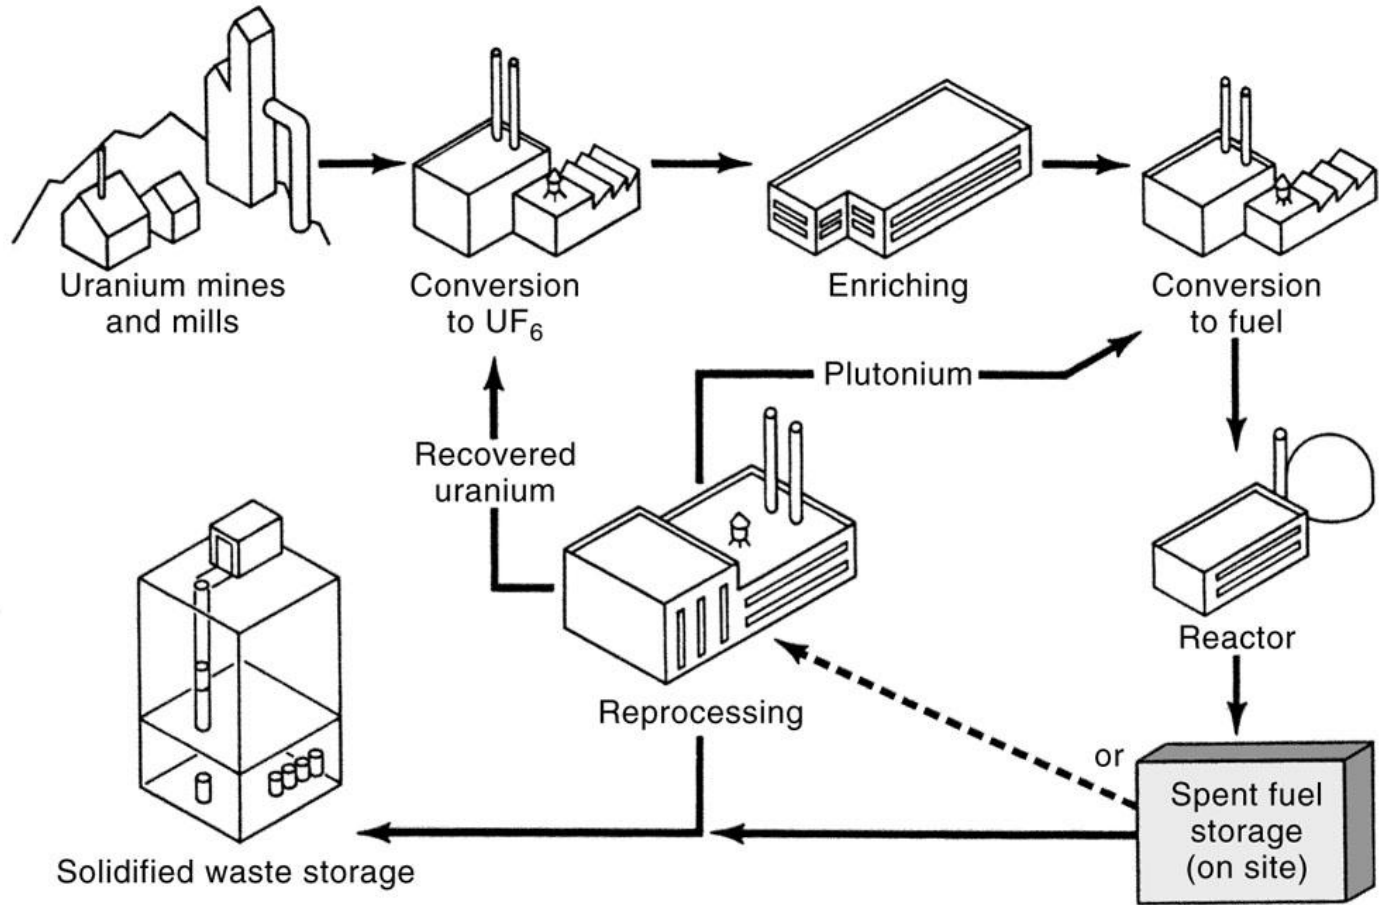 Uranium mines
and mills
Conversion
to UF₆
Enriching
Conversion
to fuel
Plutonium
Recovered
uranium
Reactor
Reprocessing
or
Spent fuel
storage
(on site)
Solidified waste storage